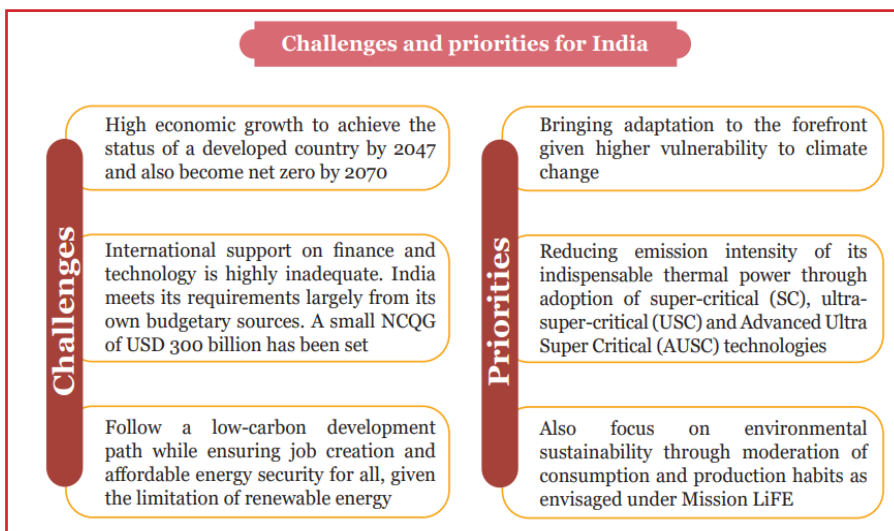 Challenges and priorities for India
Challenges
High economic growth to achieve the
status of a developed country by 2047
and also become net zero by 2070
International support on finance and
technology is highly inadequate. India
meets its requirements largely from its
own budgetary sources. A small NCQG
of USD 300 billion has been set
Follow a low-carbon development
path while ensuring job creation and
affordable energy security for all, given
the limitation of renewable energy
Priorities
Bringing adaptation to the forefront
given higher vulnerability to climate
change
Reducing emission intensity of its
indispensable thermal power through
adoption of super-critical (SC), ultra-
super-critical (USC) and Advanced Ultra
Super Critical (AUSC) technologies
Also focus on environmental
sustainability through moderation of
consumption and production habits as
envisaged under Mission LiFE